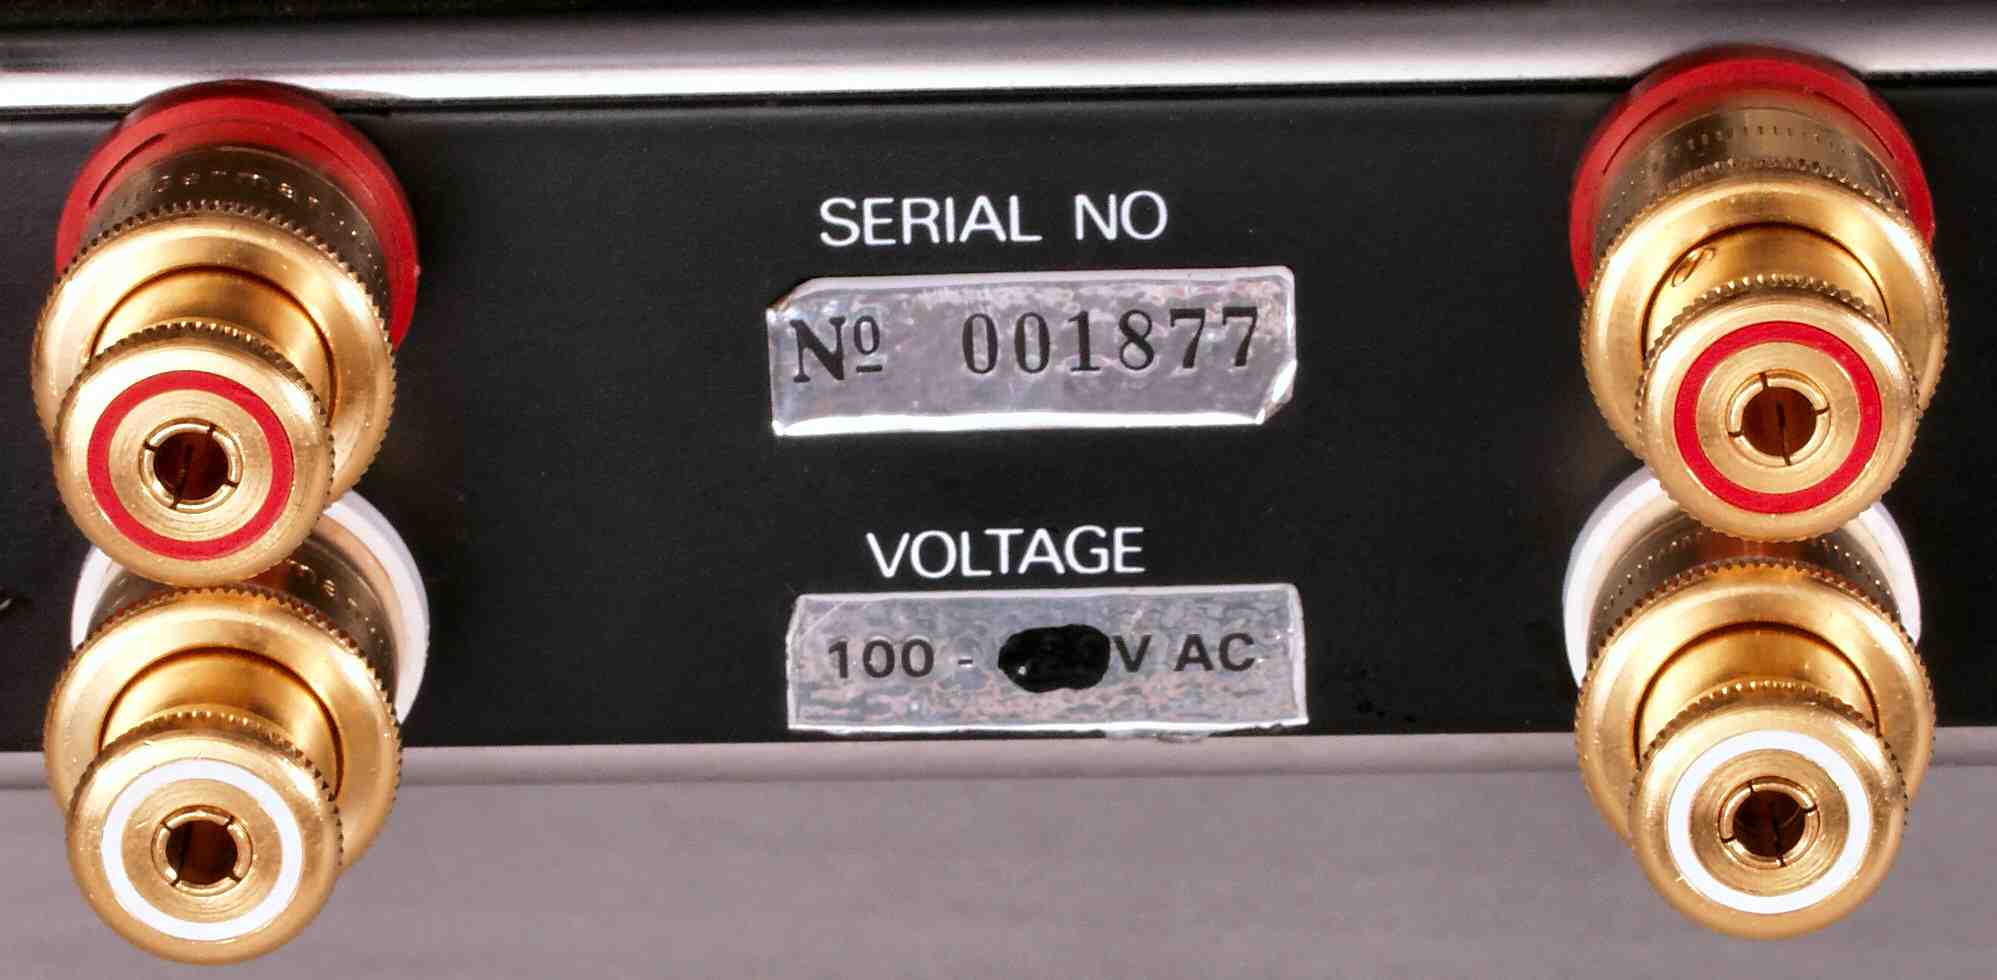 SERIAL NO
Nº 001877
VOLTAGE
100 - V AC